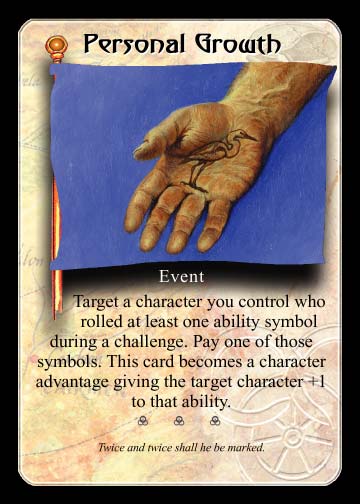 Personal Growth
Event
Target a character you control who
rolled at least one ability symbol
during a challenge. Pay one of those
symbols. This card becomes a character
advantage giving the target character +1
to that ability.
Twice and twice shall he be marked.